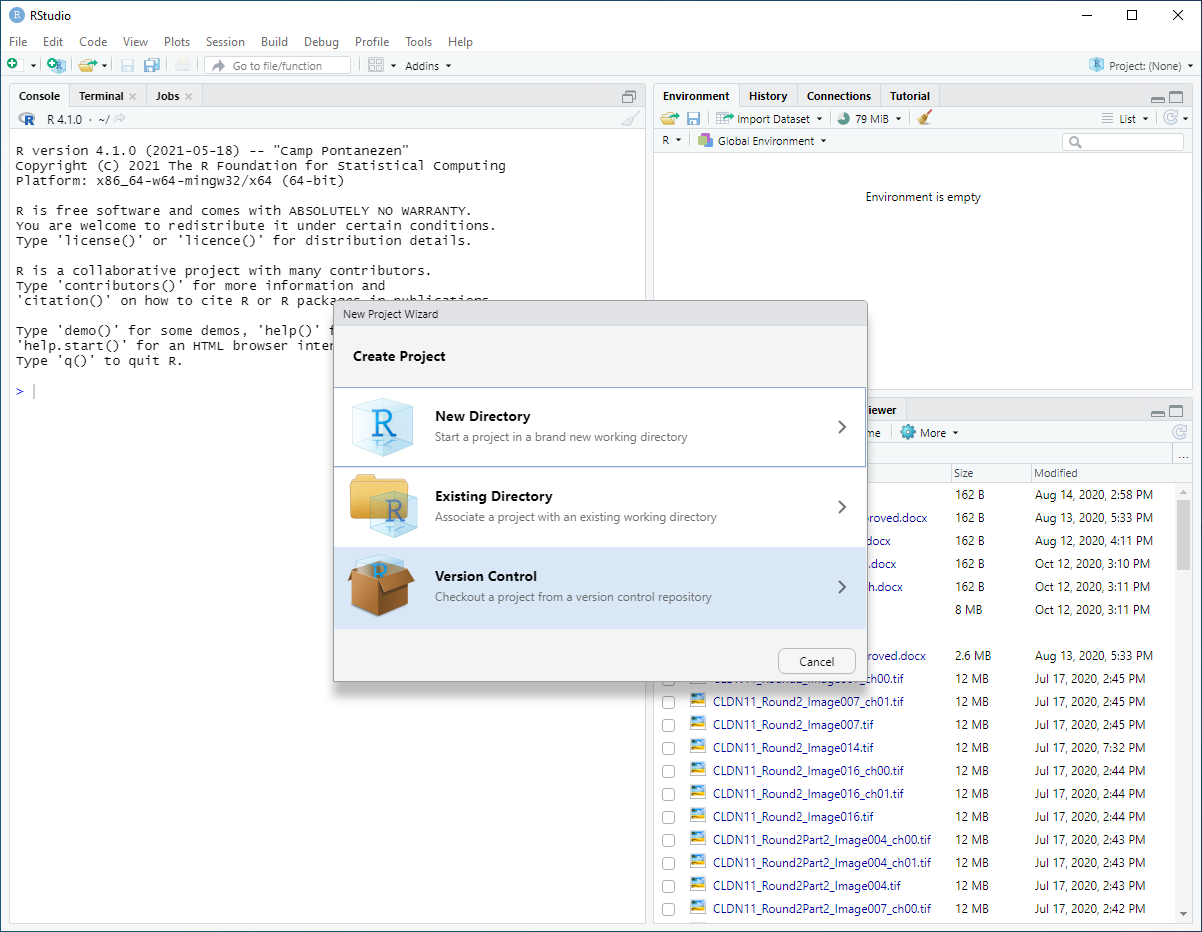 RStudio
File Edit Code View Plots Session Build Debug Profile Tools Help
Go to file/function Addins Project: (None)
Console Terminal Jobs
R 4.1.0 · ~/
R version 4.1.0 (2021-05-18) -- "Camp Pontanezen"
Copyright (C) 2021 The R Foundation for Statistical Computing
Platform: x86_64-w64-mingw32/x64 (64-bit)
R is free software and comes with ABSOLUTELY NO WARRANTY.
You are welcome to redistribute it under certain conditions.
Type 'license()' or 'licence()' for distribution details.
R is a collaborative project with many contributors.
Type 'contributors()' for more information and
'citation()' on how to cite R or R packages in publications.
Type 'demo()' for some demos, 'help()' f
'help.start()' for an HTML browser inter
Type 'q()' to quit R.
>
Environment History Connections Tutorial
Import Dataset 79 MiB List
R Global Environment
Environment is empty
New Project Wizard
Create Project
New Directory
Start a project in a brand new working directory
Existing Directory
Associate a project with an existing working directory
Version Control
Checkout a project from a version control repository
Cancel
iewer
me More
...
Size Modified
162 B Aug 14, 2020, 2:58 PM
roved.docx 162 B Aug 13, 2020, 5:33 PM
docx 162 B Aug 12, 2020, 4:11 PM
.docx 162 B Oct 12, 2020, 3:10 PM
h.docx 162 B Oct 12, 2020, 3:11 PM
8 MB Oct 12, 2020, 3:11 PM
roved.docx 2.6 MB Aug 13, 2020, 5:33 PM
CLDN11_Round2_Image007_ch00.tif 12 MB Jul 17, 2020, 2:45 PM
CLDN11_Round2_Image007_ch01.tif 12 MB Jul 17, 2020, 2:45 PM
CLDN11_Round2_Image007.tif 12 MB Jul 17, 2020, 2:45 PM
CLDN11_Round2_Image014.tif 12 MB Jul 17, 2020, 7:32 PM
CLDN11_Round2_Image016_ch00.tif 12 MB Jul 17, 2020, 2:44 PM
CLDN11_Round2_Image016_ch01.tif 12 MB Jul 17, 2020, 2:44 PM
CLDN11_Round2_Image016.tif 12 MB Jul 17, 2020, 2:44 PM
CLDN11_Round2Part2_Image004_ch00.tif 12 MB Jul 17, 2020, 2:43 PM
CLDN11_Round2Part2_Image004_ch01.tif 12 MB Jul 17, 2020, 2:43 PM
CLDN11_Round2Part2_Image004.tif 12 MB Jul 17, 2020, 2:43 PM
CLDN11_Round2Part2_Image007_ch00.tif 12 MB Jul 17, 2020, 2:42 PM